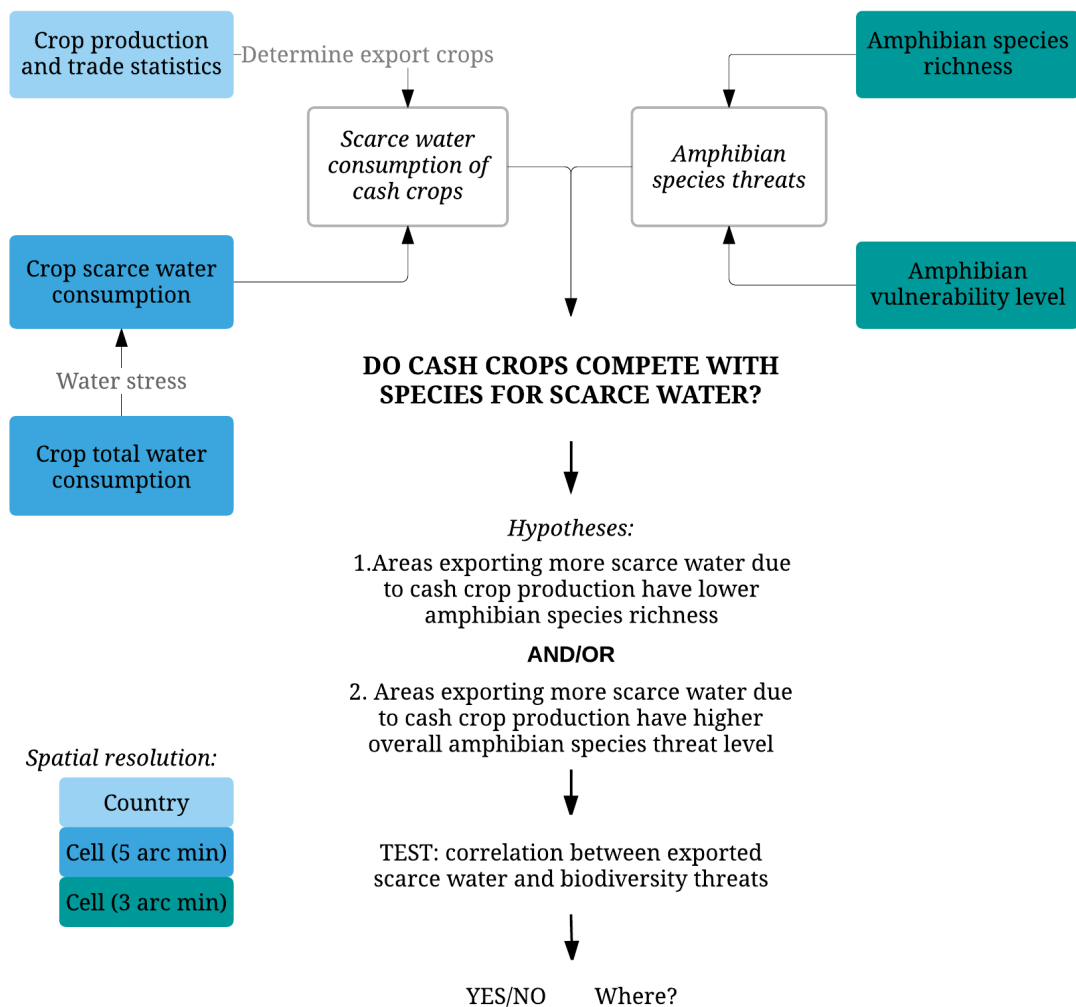 Crop production
and trade statistics
Determine export crops
Amphibian species
richness
Scarce water
consumption of
cash crops
Amphibian
species threats
Crop scarce water
consumption
Amphibian
vulnerability level
Water stress
Crop total water
consumption
DO CASH CROPS COMPETE WITH
SPECIES FOR SCARCE WATER?
Hypotheses:
1.Areas exporting more scarce water due
to cash crop production have lower
amphibian species richness
AND/OR
2. Areas exporting more scarce water due
to cash crop production have higher
overall amphibian species threat level
Spatial resolution:
Country
Cell (5 arc min)
Cell (3 arc min)
TEST: correlation between exported
scarce water and biodiversity threats
YES/NO Where?